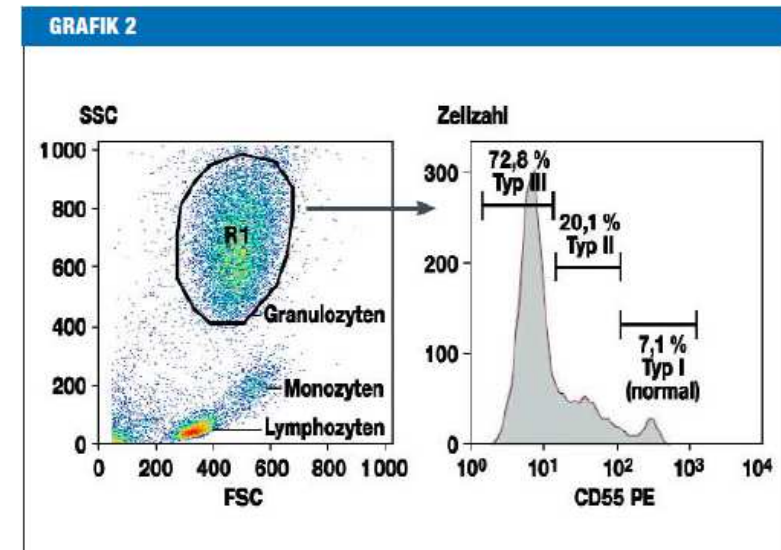 GRAFIK 2
SSC
1000
800
600
400
200
0
R1
Granulozyten
Monozyten
Lymphozyten
0 200 400 600 800 1000
FSC
Zellzahl
300
200
100
0
72,8 %
Typ III
20,1 %
Typ II
7,1 %
Typ I
(normal)
10⁰ 10¹ 10² 10³ 10⁴
CD55 PE